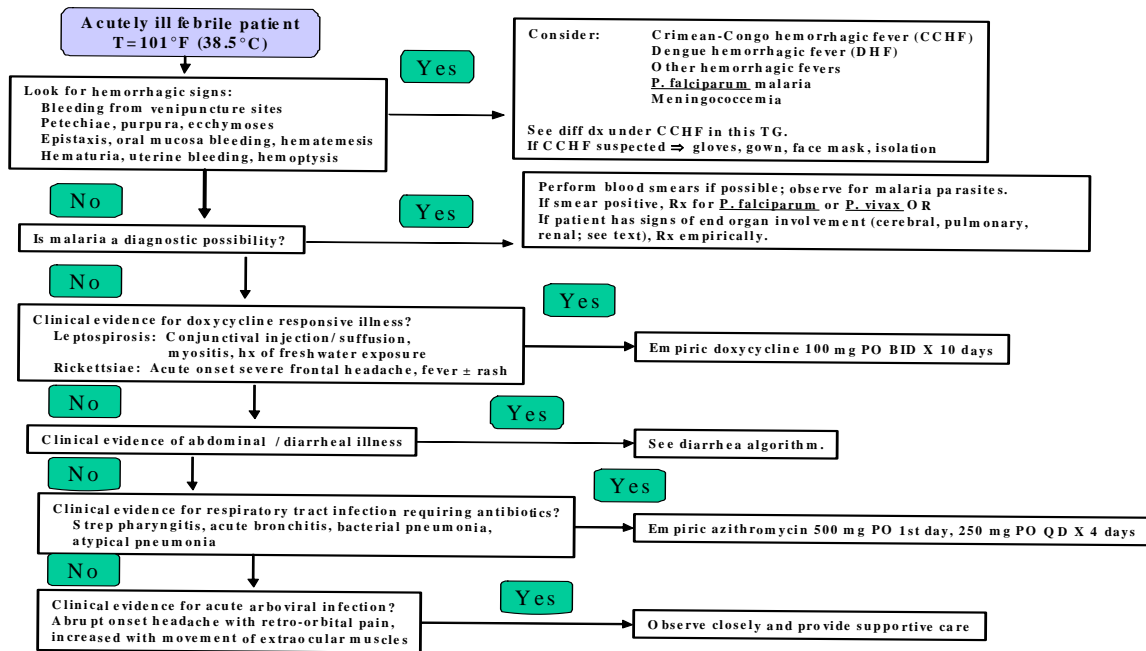 Acutely ill febrile patient
T=101°F (38.5°C)
Yes
Consider: Crimean-Congo hemorrhagic fever (CCHF)
Dengue hemorrhagic fever (DHF)
Other hemorrhagic fevers
P. falciparum malaria
Meningococcemia
See diff dx under CCHF in this TG.
If CCHF suspected ⇒ gloves, gown, face mask, isolation
Look for hemorrhagic signs:
Bleeding from venipuncture sites
Petechiae, purpura, ecchymoses
Epistaxis, oral mucosa bleeding, hematemesis
Hematuria, uterine bleeding, hemoptysis
No
Yes
Perform blood smears if possible; observe for malaria parasites.
If smear positive, Rx for P. falciparum or P. vivax OR
If patient has signs of end organ involvement (cerebral, pulmonary,
renal; see text), Rx empirically.
Is malaria a diagnostic possibility?
No
Yes
Clinical evidence for doxycycline responsive illness?
Leptospirosis: Conjunctival injection/suffusion,
myositis, hx of freshwater exposure
Rickettsiae: Acute onset severe frontal headache, fever ± rash
Empiric doxycycline 100 mg PO BID X 10 days
No
Yes
Clinical evidence of abdominal / diarrheal illness
See diarrhea algorithm.
No
Yes
Clinical evidence for respiratory tract infection requiring antibiotics?
Strep pharyngitis, acute bronchitis, bacterial pneumonia,
atypical pneumonia
Empiric azithromycin 500 mg PO 1st day, 250 mg PO QD X 4 days
No
Yes
Clinical evidence for acute arboviral infection?
Abrupt onset headache with retro-orbital pain,
increased with movement of extraocular muscles
Observe closely and provide supportive care